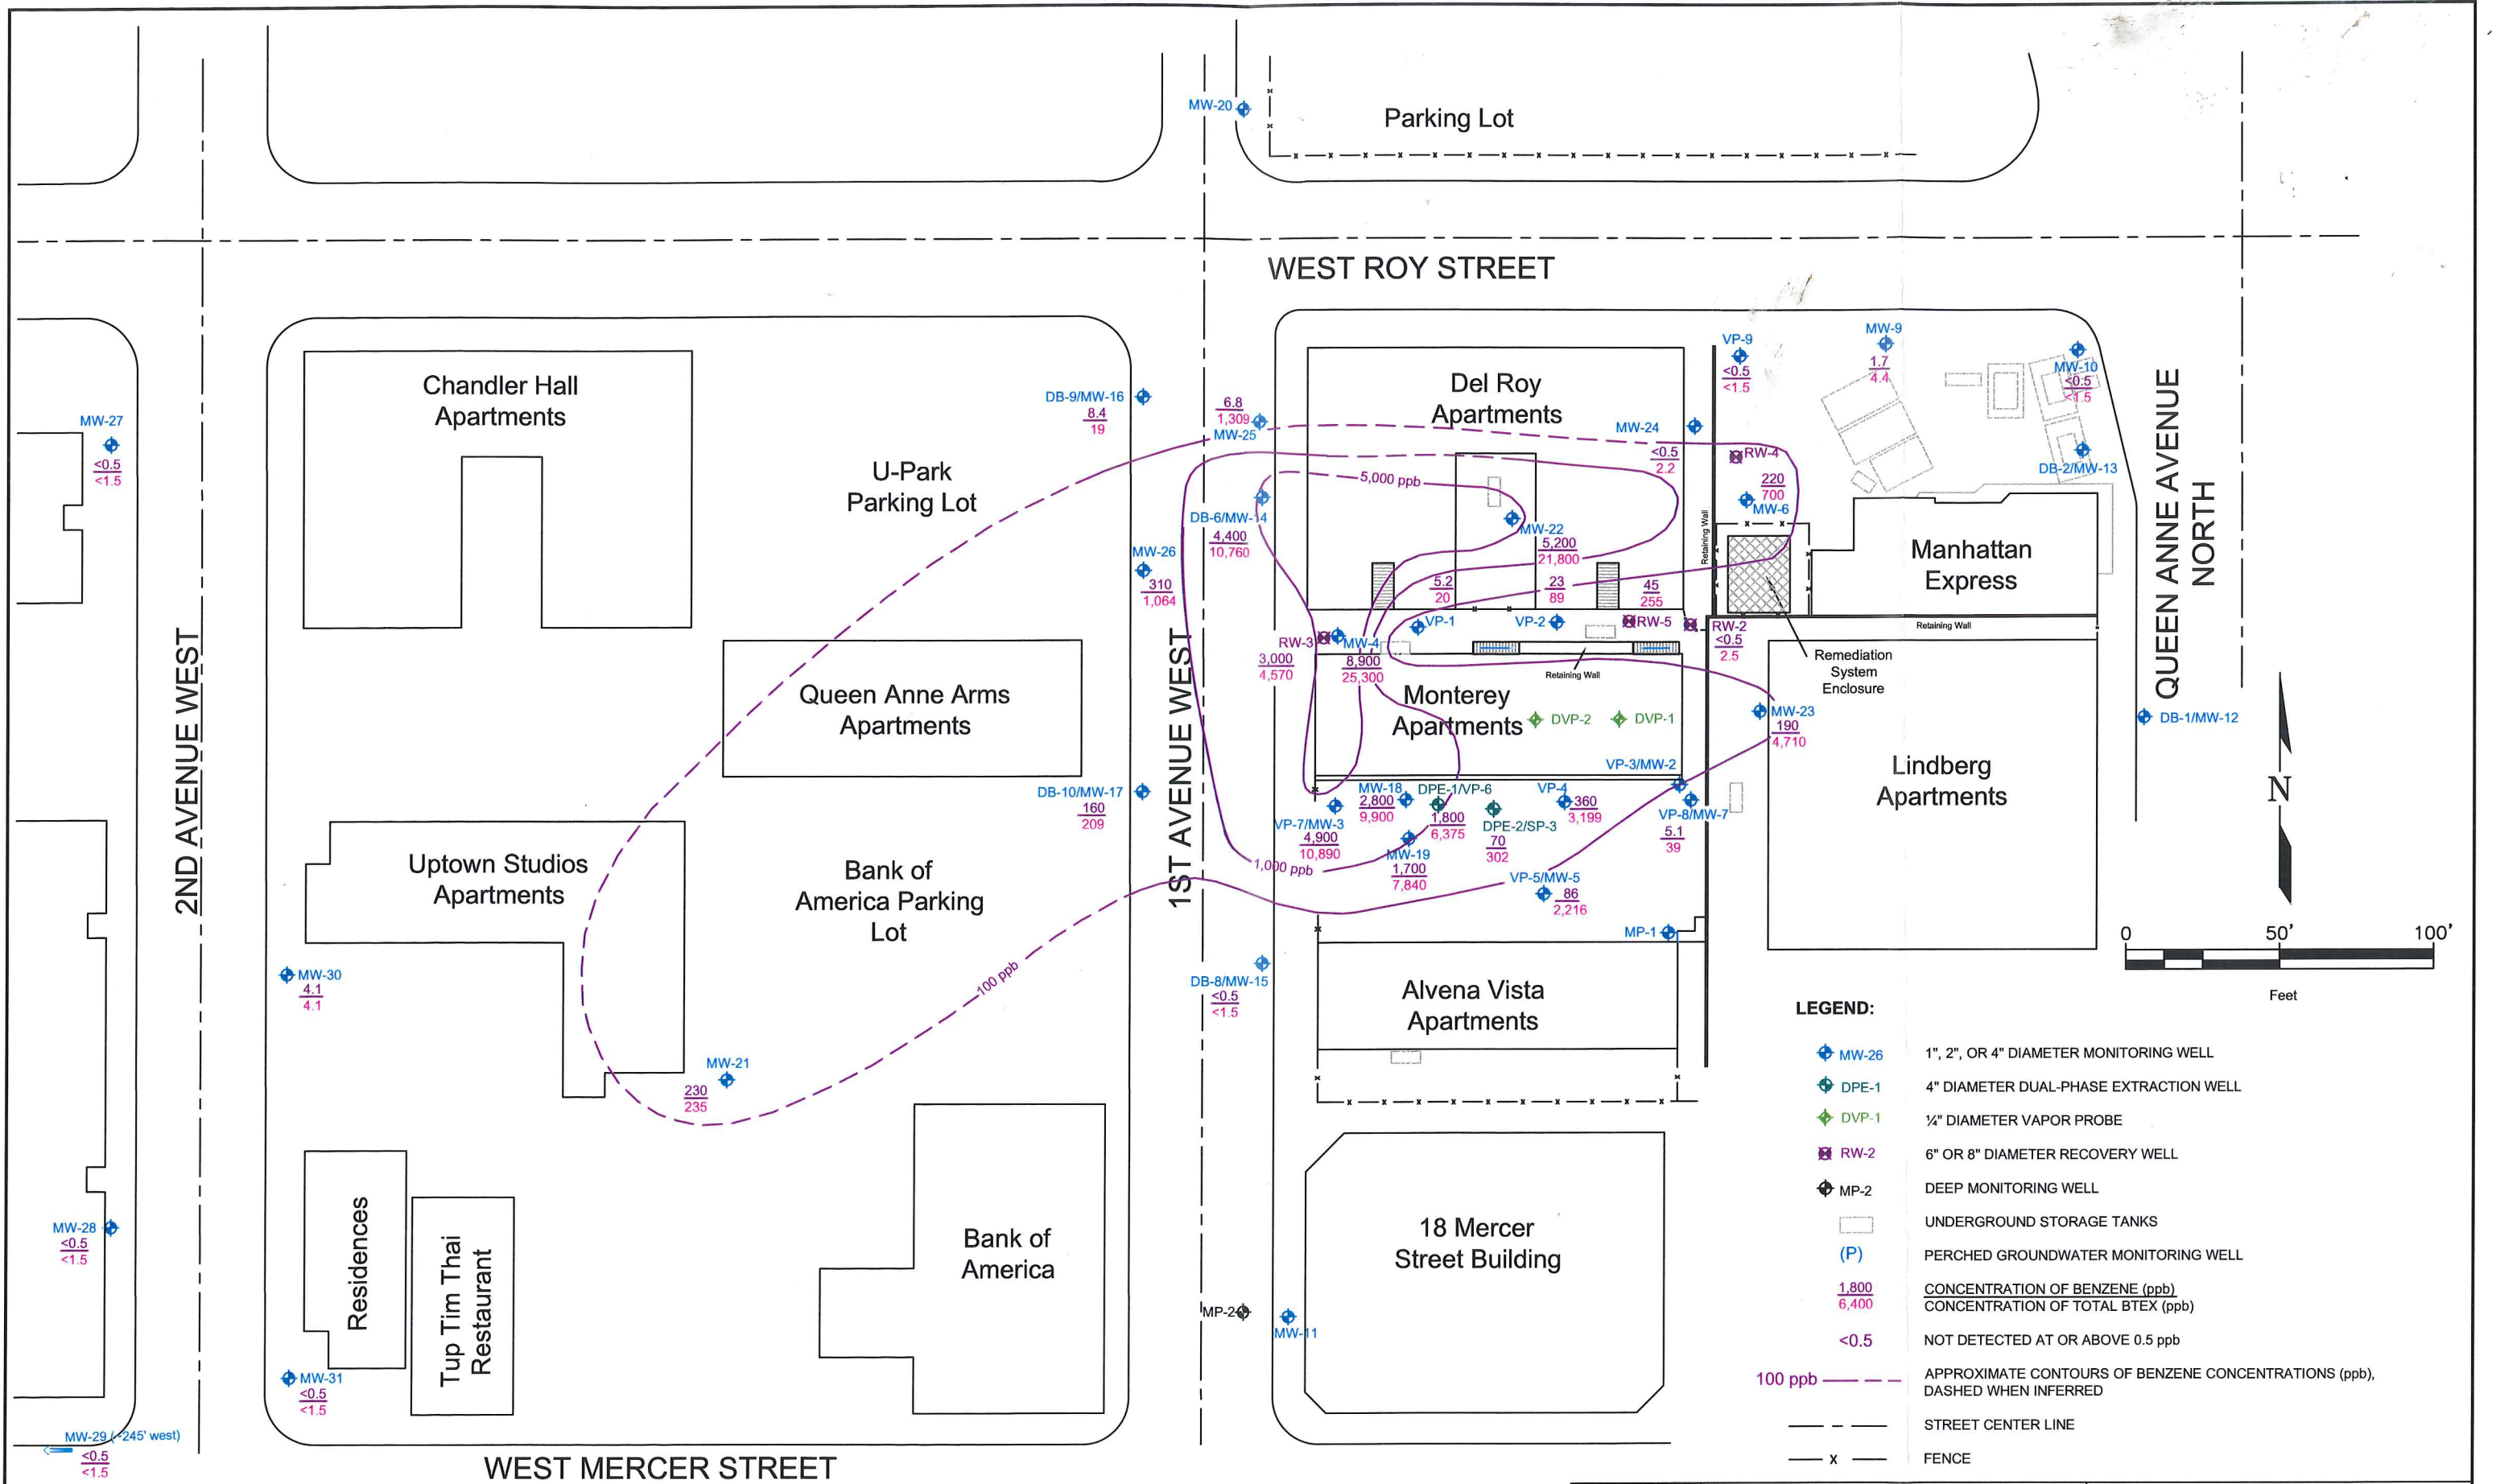 MW-20
Parking Lot
WEST ROY STREET
Chandler Hall
Apartments
MW-27
<0.5
<1.5
DB-9/MW-16
8.4
19
U-Park
Parking Lot
6.8
1,309
MW-25
Del Roy
Apartments
MW-24
<0.5
2.2
VP-9
<0.5
<1.5
MW-9
1.7
4.4
MW-10
<0.5
<1.5
DB-2/MW-13
QUEEN ANNE AVENUE
NORTH
RW-4
220
700
MW-6
5,000 ppb
DB-6/MW-14
4,400
10,760
MW-22
5,200
21,800
MW-26
310
1,064
Retaining Wall
Manhattan
Express
5.2
20
23
89
45
255
VP-1
VP-2
RW-5
RW-2
<0.5
2.5
Retaining Wall
RW-3
3,000
4,570
MW-4
8,900
25,300
Retaining Wall
Remediation
System
Enclosure
2ND AVENUE WEST
1ST AVENUE WEST
Queen Anne Arms
Apartments
Monterey
Apartments
DVP-2
DVP-1
MW-23
190
4,710
DB-1/MW-12
Lindberg
Apartments
N
VP-3/MW-2
DB-10/MW-17
160
209
MW-18
2,800
9,900
DPE-1/VP-6
1,800
6,375
VP-4
360
3,199
VP-7/MW-3
4,900
10,890
DPE-2/SP-3
70
302
VP-8/MW-7
5.1
39
MW-19
1,700
7,840
1,000 ppb
Uptown Studios
Apartments
Bank of
America Parking
Lot
VP-5/MW-5
86
2,216
MP-1
0
50'
100'
Feet
MW-30
4.1
4.1
100 ppb
DB-8/MW-15
<0.5
<1.5
Alvena Vista
Apartments
MW-21
230
235
LEGEND:
MW-26
1", 2", OR 4" DIAMETER MONITORING WELL
DPE-1
4" DIAMETER DUAL-PHASE EXTRACTION WELL
DVP-1
¼" DIAMETER VAPOR PROBE
RW-2
6" OR 8" DIAMETER RECOVERY WELL
MP-2
DEEP MONITORING WELL
UNDERGROUND STORAGE TANKS
(P)
PERCHED GROUNDWATER MONITORING WELL
1,800
6,400
CONCENTRATION OF BENZENE (ppb)
CONCENTRATION OF TOTAL BTEX (ppb)
<0.5
NOT DETECTED AT OR ABOVE 0.5 ppb
100 ppb
APPROXIMATE CONTOURS OF BENZENE CONCENTRATIONS (ppb),
DASHED WHEN INFERRED
STREET CENTER LINE
x
FENCE
MW-28
<0.5
<1.5
Residences
Tup Tim Thai
Restaurant
Bank of
America
18 Mercer
Street Building
MP-2
MW-11
MW-31
<0.5
<1.5
MW-29 (~245' west)
<0.5
<1.5
WEST MERCER STREET